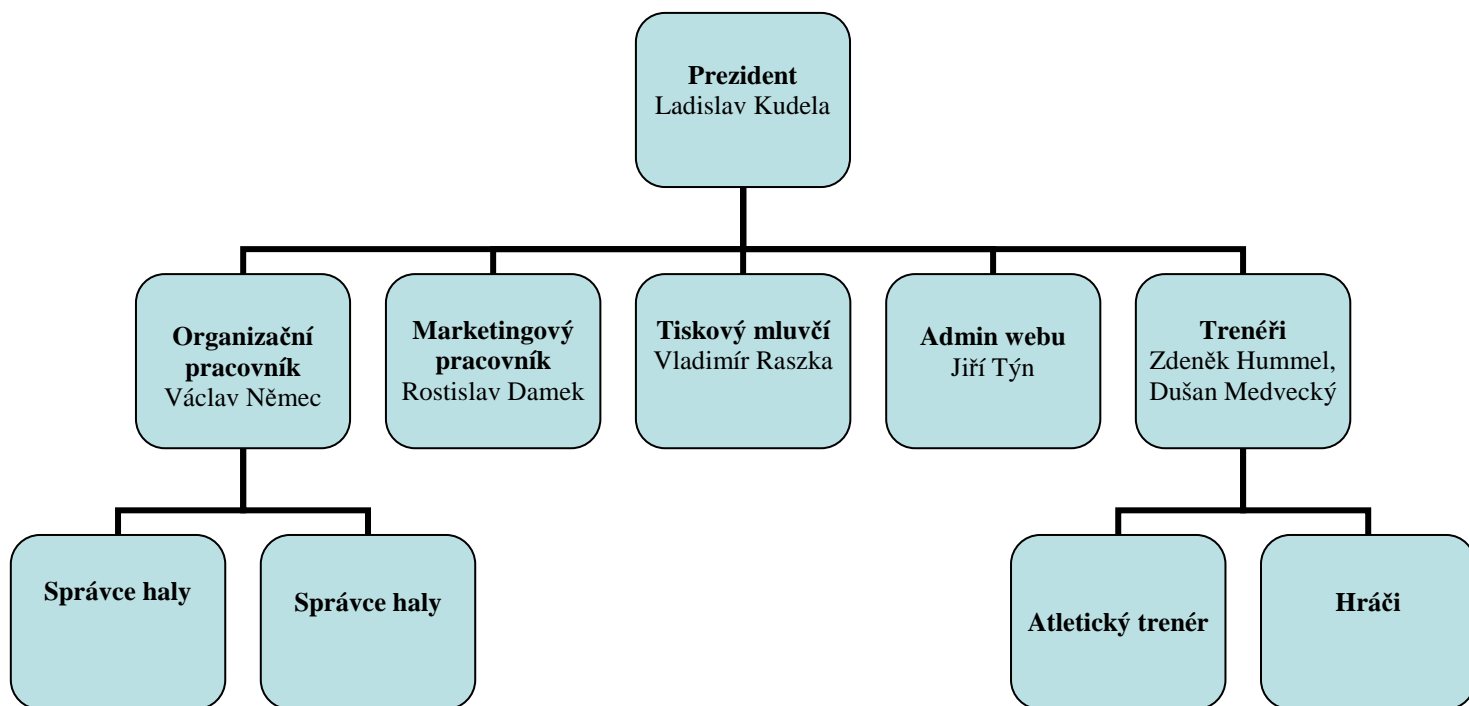 Prezident
Ladislav Kudela
Organizační
pracovník
Václav Němec
Marketingový
pracovník
Rostislav Damek
Tiskový mluvčí
Vladimír Raszka
Admin webu
Jiří Týn
Trenéři
Zdeněk Hummel,
Dušan Medvecký
Správce haly
Správce haly
Atletický trenér
Hráči